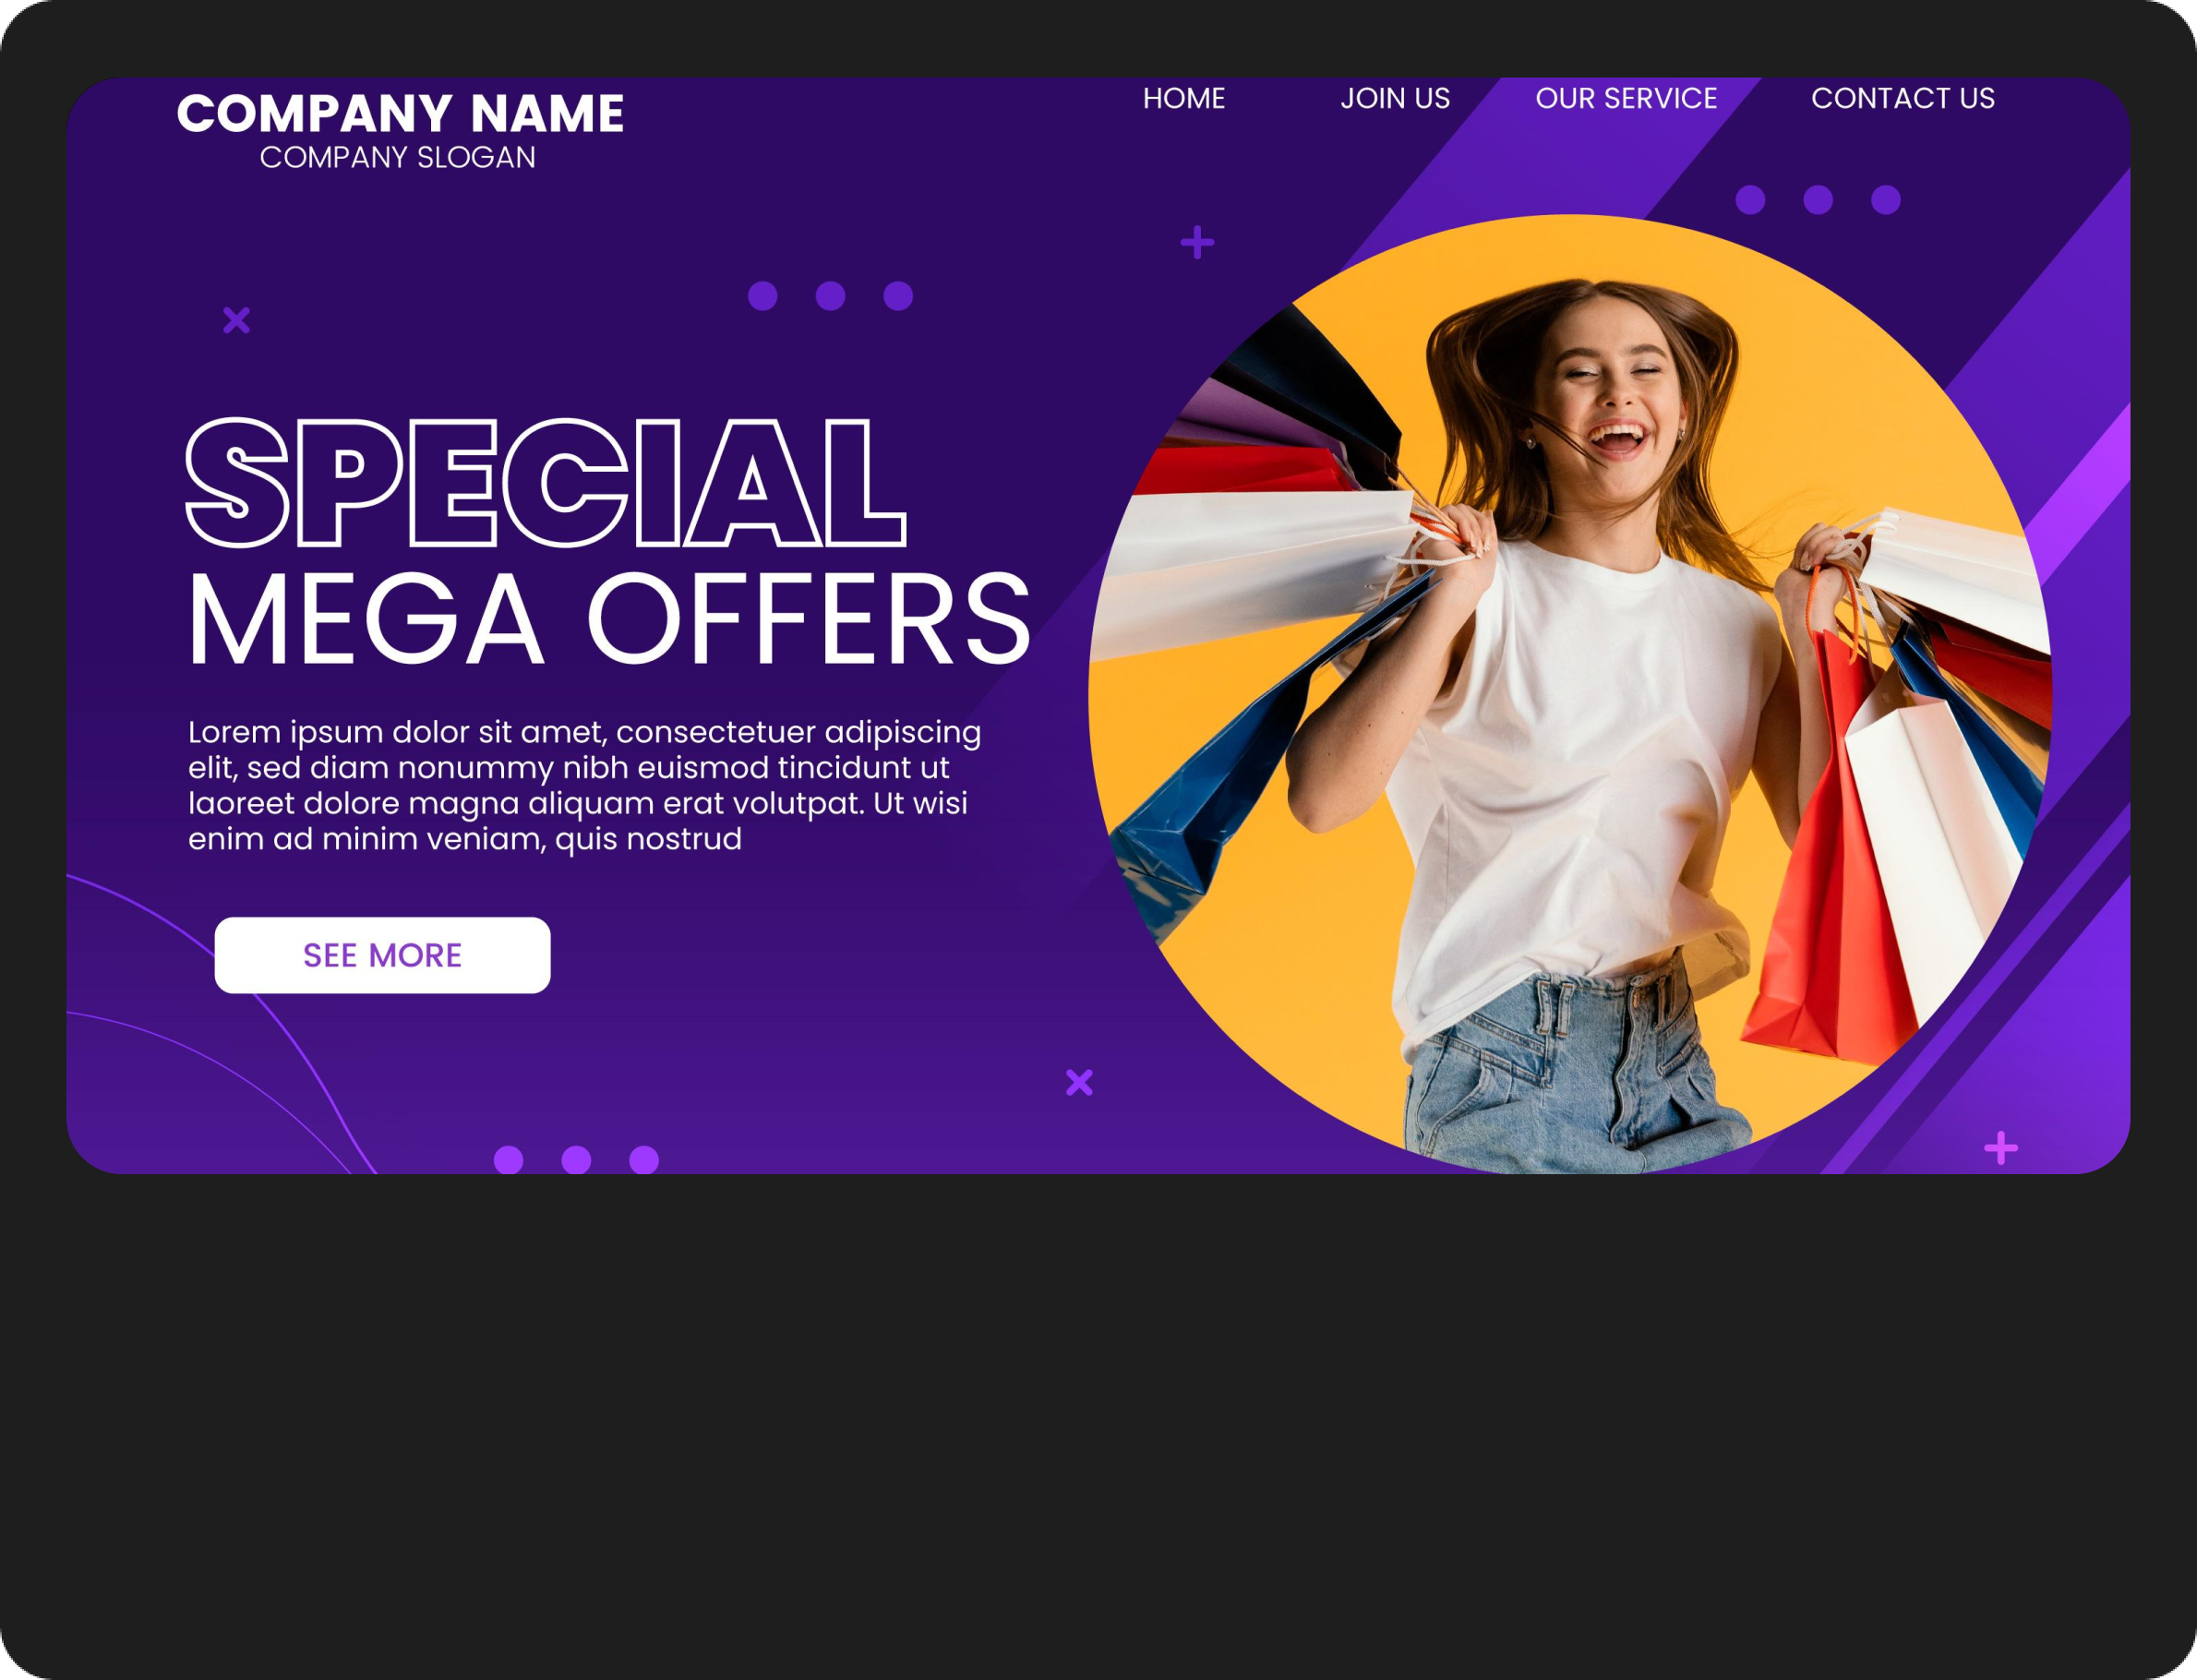 COMPANY NAME
COMPANY SLOGAN
HOME JOIN US OUR SERVICE CONTACT US
SPECIAL
MEGA OFFERS
Lorem ipsum dolor sit amet, consectetuer adipiscing
elit, sed diam nonummy nibh euismod tincidunt ut
laoreet dolore magna aliquam erat volutpat. Ut wisi
enim ad minim veniam, quis nostrud
SEE MORE